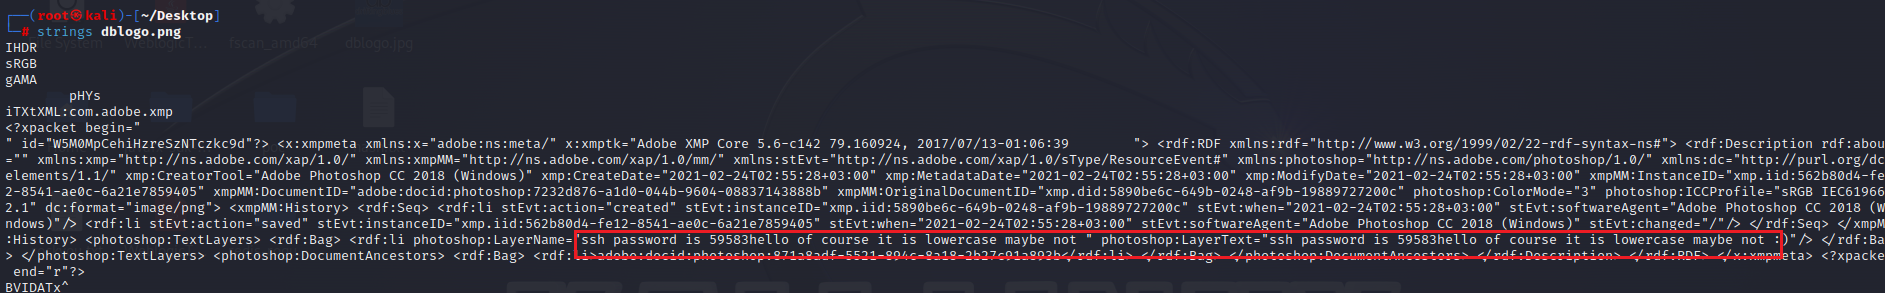 ┌──(root㉿kali)-[~/Desktop]
└─# strings dblogo.png
IHDR
sRGB
gAMA
pHYs
iTXtXML:com.adobe.xmp
<?xpacket begin="
" id="W5M0MpCehiHzreSzNTczkc9d"?> <x:xmpmeta xmlns:x="adobe:ns:meta/" x:xmptk="Adobe XMP Core 5.6-c142 79.160924, 2017/07/13-01:06:39        "> <rdf:RDF xmlns:rdf="http://www.w3.org/1999/02/22-rdf-syntax-ns#"> <rdf:Description rdf:abou
="" xmlns:xmp="http://ns.adobe.com/xap/1.0/" xmlns:xmpMM="http://ns.adobe.com/xap/1.0/mm/" xmlns:stEvt="http://ns.adobe.com/xap/1.0/sType/ResourceEvent#" xmlns:photoshop="http://ns.adobe.com/photoshop/1.0/" xmlns:dc="http://purl.org/dc
elements/1.1/" xmp:CreatorTool="Adobe Photoshop CC 2018 (Windows)" xmp:CreateDate="2021-02-24T02:55:28+03:00" xmp:MetadataDate="2021-02-24T02:55:28+03:00" xmp:ModifyDate="2021-02-24T02:55:28+03:00" xmpMM:InstanceID="xmp.iid:562b80d4-fe
2-8541-ae0c-6a21e7859405" xmpMM:DocumentID="adobe:docid:photoshop:7232d876-a1d0-044b-9604-08837143888b" xmpMM:OriginalDocumentID="xmp.did:5890be6c-649b-0248-af9b-19889727200c" photoshop:ColorMode="3" photoshop:ICCProfile="sRGB IEC61966
2.1" dc:format="image/png"> <xmpMM:History> <rdf:Seq> <rdf:li stEvt:action="created" stEvt:instanceID="xmp.iid:5890be6c-649b-0248-af9b-19889727200c" stEvt:when="2021-02-24T02:55:28+03:00" stEvt:softwareAgent="Adobe Photoshop CC 2018 (W
ndows)"/> <rdf:li stEvt:action="saved" stEvt:instanceID="xmp.iid:562b80d4-fe12-8541-ae0c-6a21e7859405" stEvt:when="2021-02-24T02:55:28+03:00" stEvt:softwareAgent="Adobe Photoshop CC 2018 (Windows)" stEvt:changed="/"/> </rdf:Seq> </xmpM
:History> <photoshop:TextLayers> <rdf:Bag> <rdf:li photoshop:LayerName="ssh password is 59583hello of course it is lowercase maybe not " photoshop:LayerText="ssh password is 59583hello of course it is lowercase maybe not :)"/> </rdf:Ba
> </photoshop:TextLayers> <photoshop:DocumentAncestors> <rdf:Bag> <rdf:li>adobe:docid:photoshop:871a8adf-5521-894c-8a18-2b27c91a893b</rdf:li> </rdf:Bag> </photoshop:DocumentAncestors> </rdf:Description> </rdf:RDF> </x:xmpmeta> <?xpacke
end="r"?>
BVIDATx^